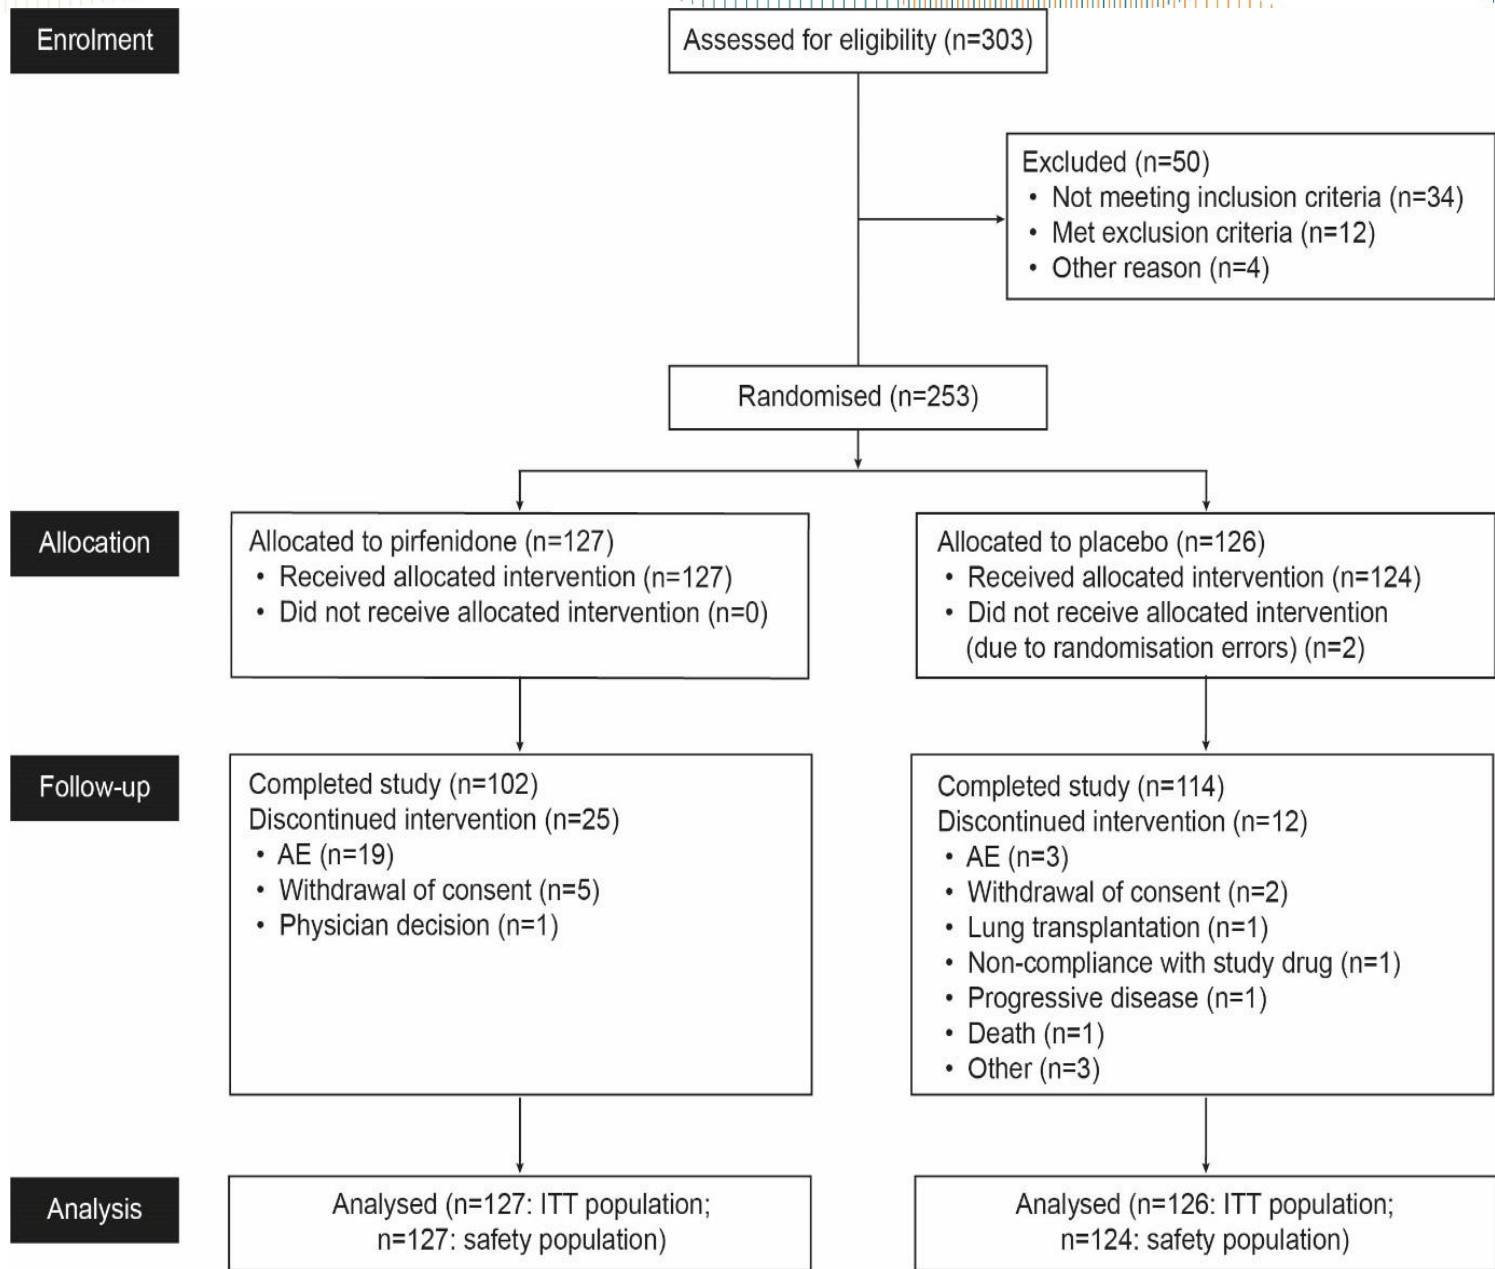 Enrolment
Assessed for eligibility (n=303)
Excluded (n=50)
• Not meeting inclusion criteria (n=34)
• Met exclusion criteria (n=12)
• Other reason (n=4)
Randomised (n=253)
Allocation
Allocated to pirfenidone (n=127)
• Received allocated intervention (n=127)
• Did not receive allocated intervention (n=0)
Allocated to placebo (n=126)
• Received allocated intervention (n=124)
• Did not receive allocated intervention
(due to randomisation errors) (n=2)
Follow-up
Completed study (n=102)
Discontinued intervention (n=25)
• AE (n=19)
• Withdrawal of consent (n=5)
• Physician decision (n=1)
Completed study (n=114)
Discontinued intervention (n=12)
• AE (n=3)
• Withdrawal of consent (n=2)
• Lung transplantation (n=1)
• Non-compliance with study drug (n=1)
• Progressive disease (n=1)
• Death (n=1)
• Other (n=3)
Analysis
Analysed (n=127: ITT population;
n=127: safety population)
Analysed (n=126: ITT population;
n=124: safety population)